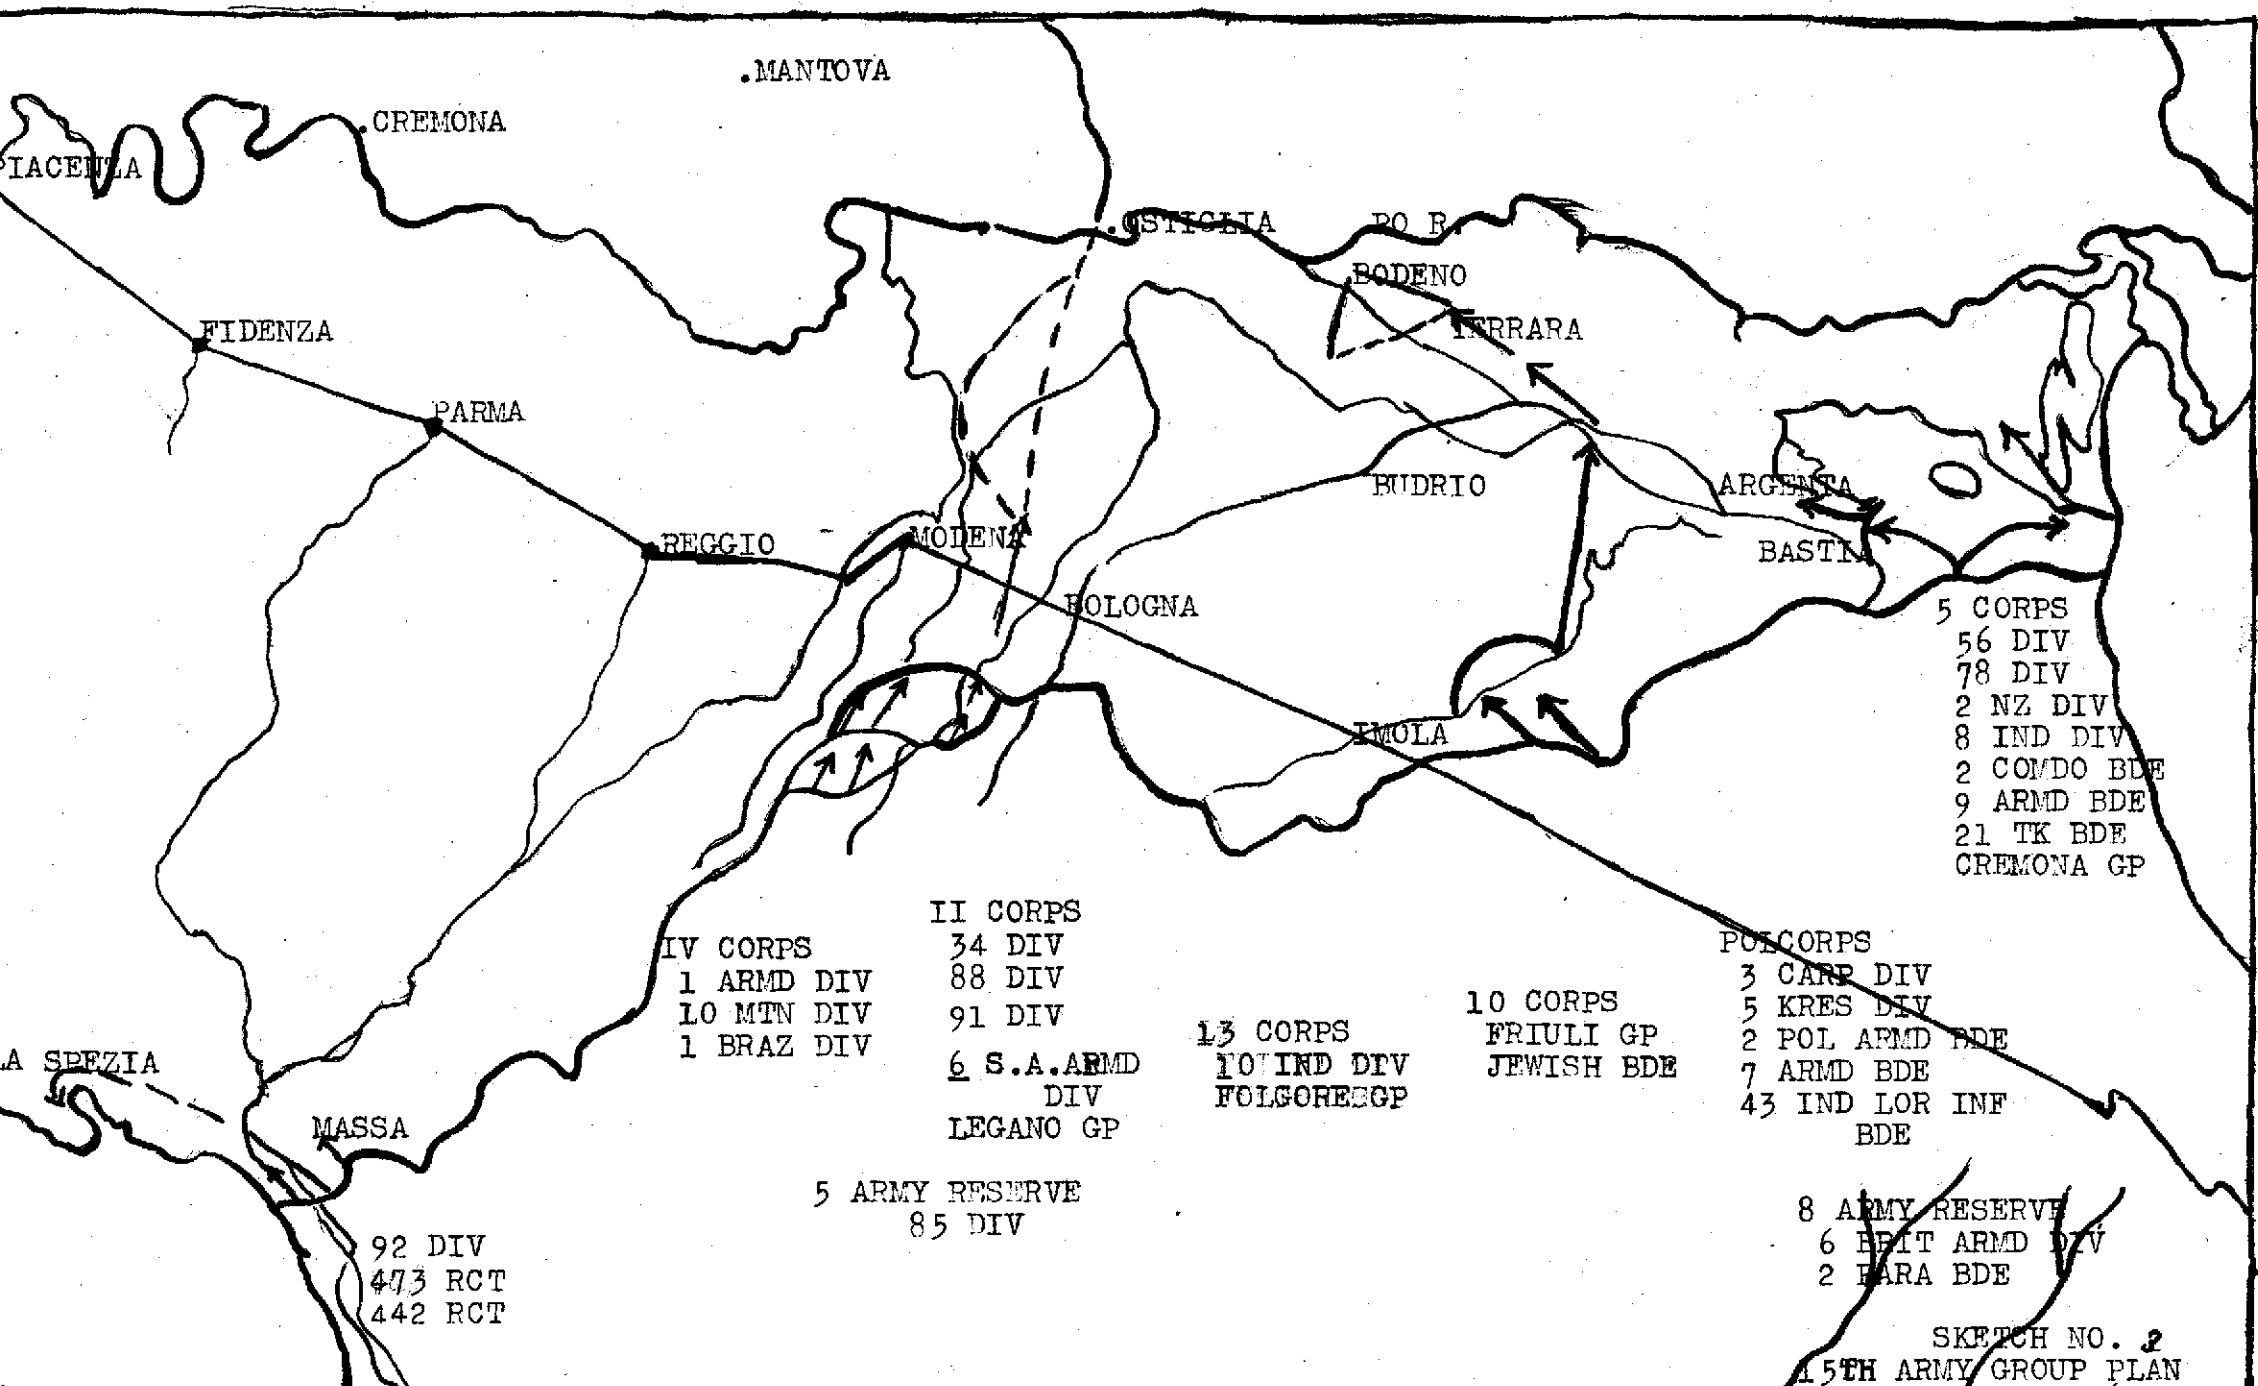 .MANTOVA
.CREMONA
PIACENZA
.OSTIGLIA
PO R.
BODENO
FERRARA
FIDENZA
PARMA
BUDRIO
ARGENTA
REGGIO
MODENA
BASTIA
BOLOGNA
IMOLA
5 CORPS
56 DIV
78 DIV
2 NZ DIV
8 IND DIV
2 COMDO BDE
9 ARMD BDE
21 TK BDE
CREMONA GP
IV CORPS
1 ARMD DIV
10 MTN DIV
1 BRAZ DIV
II CORPS
34 DIV
88 DIV
91 DIV
6 S.A.ARMD
DIV
LEGANO GP
13 CORPS
10 IND DIV
FOLGORE GP
10 CORPS
FRIULI GP
JEWISH BDE
POLCORPS
3 CARP DIV
5 KRES DIV
2 POL ARMD BDE
7 ARMD BDE
43 IND LOR INF
BDE
LA SPEZIA
MASSA
5 ARMY RESERVE
85 DIV
92 DIV
473 RCT
442 RCT
8 ARMY RESERVE
6 BRIT ARMD DIV
2 PARA BDE
SKETCH NO.
15TH ARMY GROUP PLAN